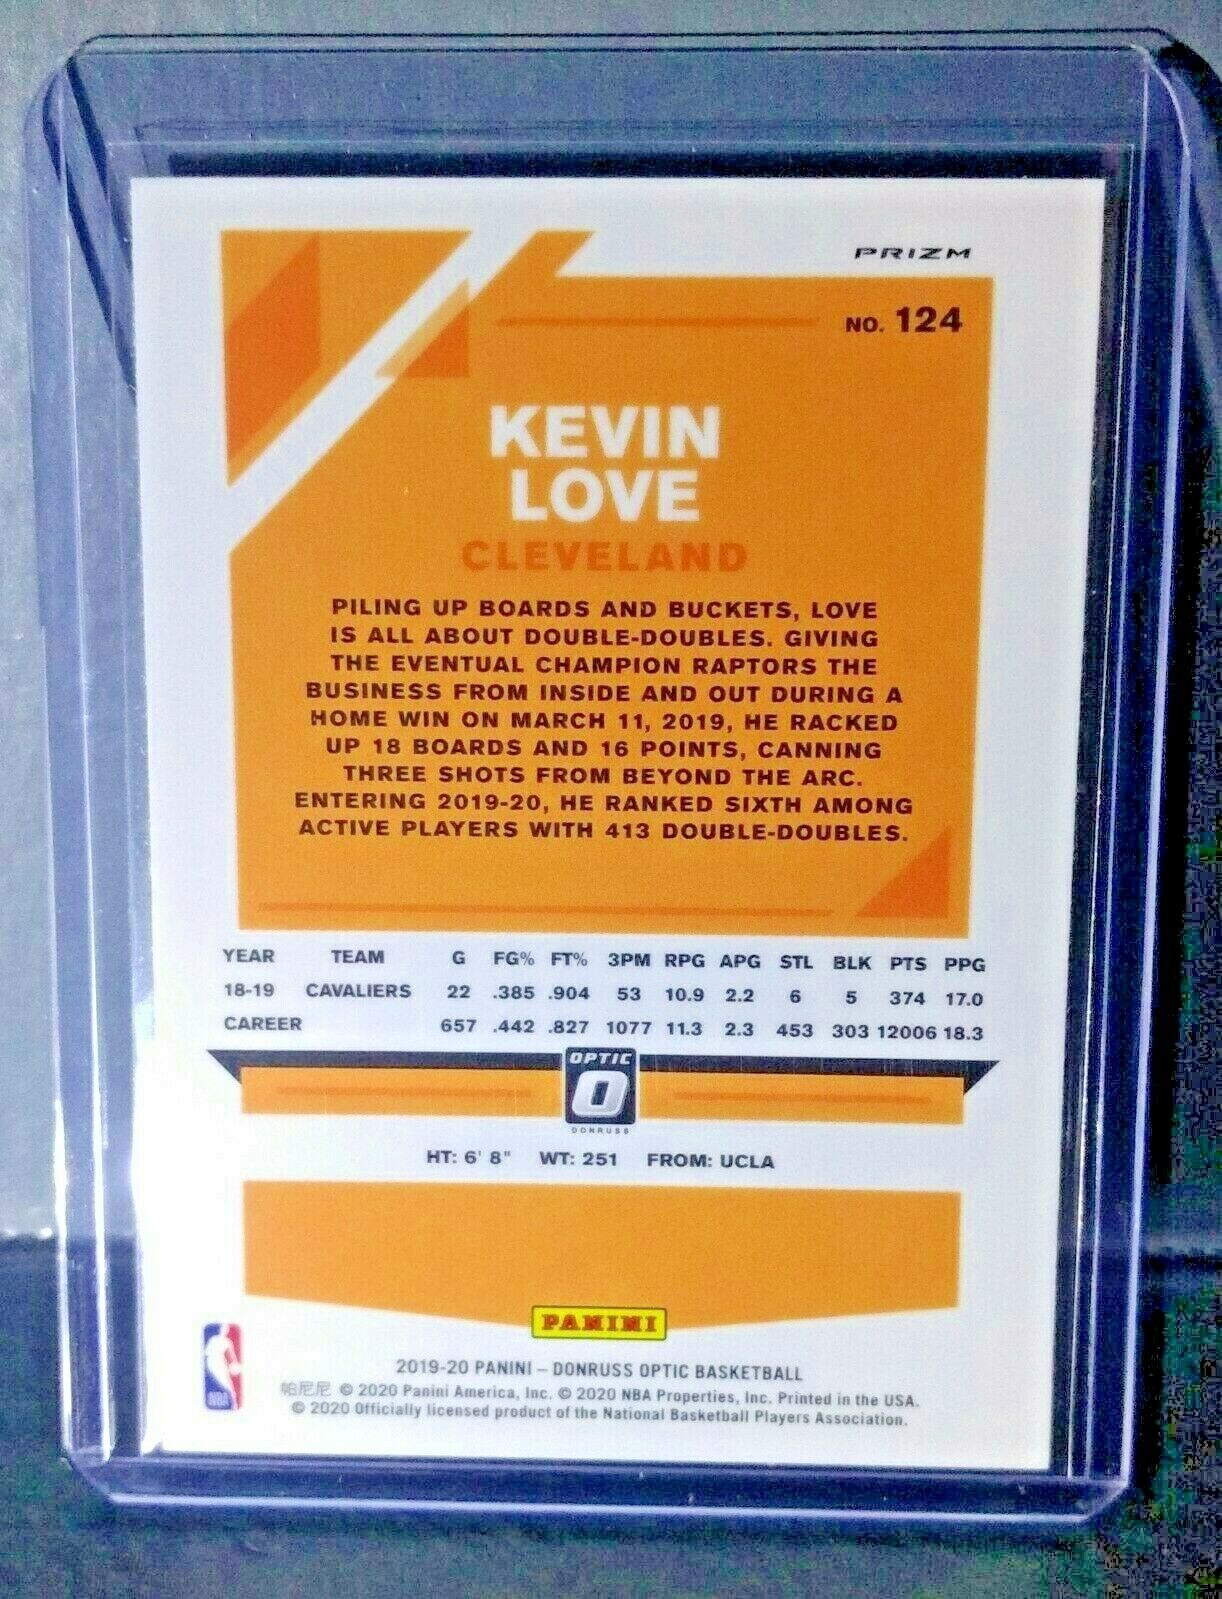 PRIZM
NO. 124
KEVIN
LOVE
CLEVELAND
PILING UP BOARDS AND BUCKETS, LOVE
IS ALL ABOUT DOUBLE-DOUBLES. GIVING
THE EVENTUAL CHAMPION RAPTORS THE
BUSINESS FROM INSIDE AND OUT DURING A
HOME WIN ON MARCH 11, 2019, HE RACKED
UP 18 BOARDS AND 16 POINTS, CANNING
THREE SHOTS FROM BEYOND THE ARC.
ENTERING 2019-20, HE RANKED SIXTH AMONG
ACTIVE PLAYERS WITH 413 DOUBLE-DOUBLES.
YEAR TEAM G FG% FT% 3PM RPG APG STL BLK PTS PPG
18-19 CAVALIERS 22 .385 .904 53 10.9 2.2 6 5 374 17.0
CAREER 657 .442 .827 1077 11.3 2.3 453 303 12006 18.3
OPTIC
O
DONRUSS
HT: 6' 8" WT: 251 FROM: UCLA
PANINI
NBA
2019-20 PANINI – DONRUSS OPTIC BASKETBALL
帕尼尼 © 2020 Panini America, Inc. © 2020 NBA Properties, Inc. Printed in the USA.
© 2020 Officially licensed product of the National Basketball Players Association.